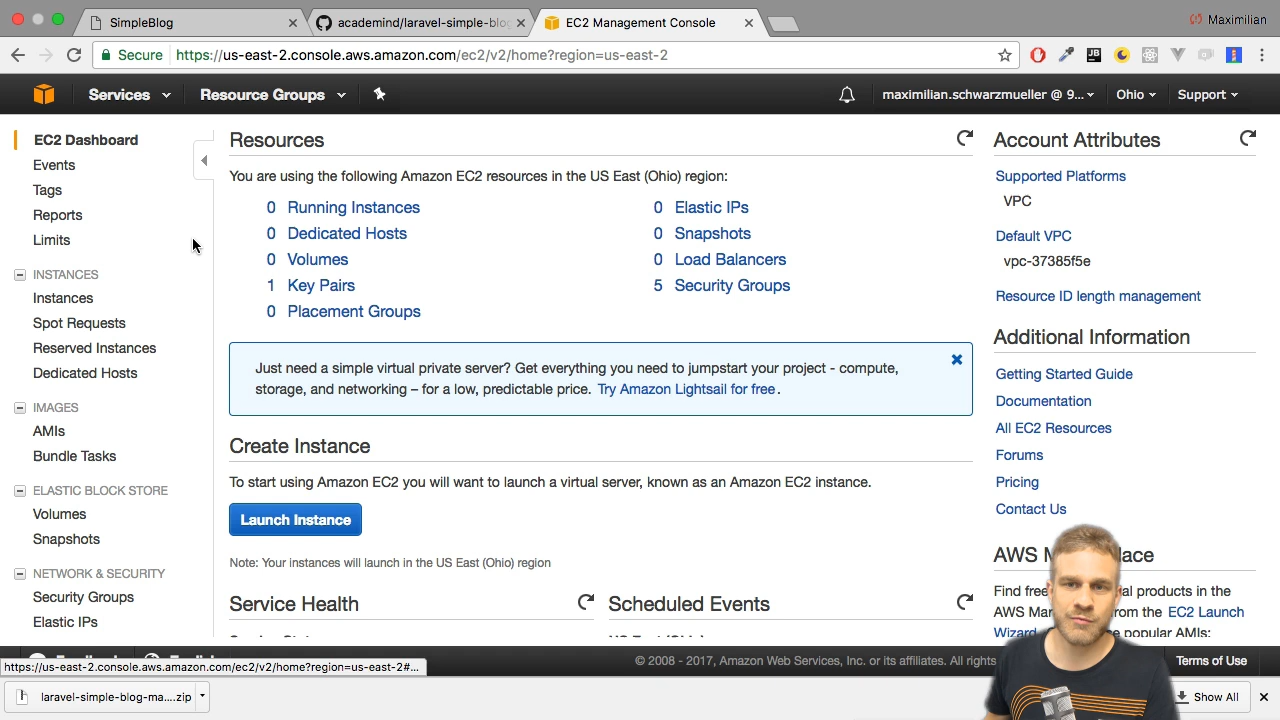 SimpleBlog
academind/laravel-simple-blog
EC2 Management Console
Maximilian
Secure https://us-east-2.console.aws.amazon.com/ec2/v2/home?region=us-east-2
JB
Services
Resource Groups
maximilian.schwarzmueller @ 9...
Ohio
Support
EC2 Dashboard
Events
Tags
Reports
Limits
INSTANCES
Instances
Spot Requests
Reserved Instances
Dedicated Hosts
IMAGES
AMIs
Bundle Tasks
ELASTIC BLOCK STORE
Volumes
Snapshots
NETWORK & SECURITY
Security Groups
Elastic IPs
Resources
You are using the following Amazon EC2 resources in the US East (Ohio) region:
0 Running Instances
0 Dedicated Hosts
0 Volumes
1 Key Pairs
0 Placement Groups
0 Elastic IPs
0 Snapshots
0 Load Balancers
5 Security Groups
Just need a simple virtual private server? Get everything you need to jumpstart your project - compute,
storage, and networking – for a low, predictable price. Try Amazon Lightsail for free.
Create Instance
To start using Amazon EC2 you will want to launch a virtual server, known as an Amazon EC2 instance.
Launch Instance
Note: Your instances will launch in the US East (Ohio) region
Service Health
Scheduled Events
Account Attributes
Supported Platforms
VPC
Default VPC
vpc-37385f5e
Resource ID length management
Additional Information
Getting Started Guide
Documentation
All EC2 Resources
Forums
Pricing
Contact Us
AWS M place
Find free al products in the
AWS Mar from the EC2 Launch
Wizard e popular AMIs:
https://us-east-2.console.aws.amazon.com/ec2/v2/home?region=us-east-2#...
© 2008 - 2017, Amazon Web Services, Inc. or its affiliates. All rights
Terms of Use
laravel-simple-blog-ma....zip
Show All